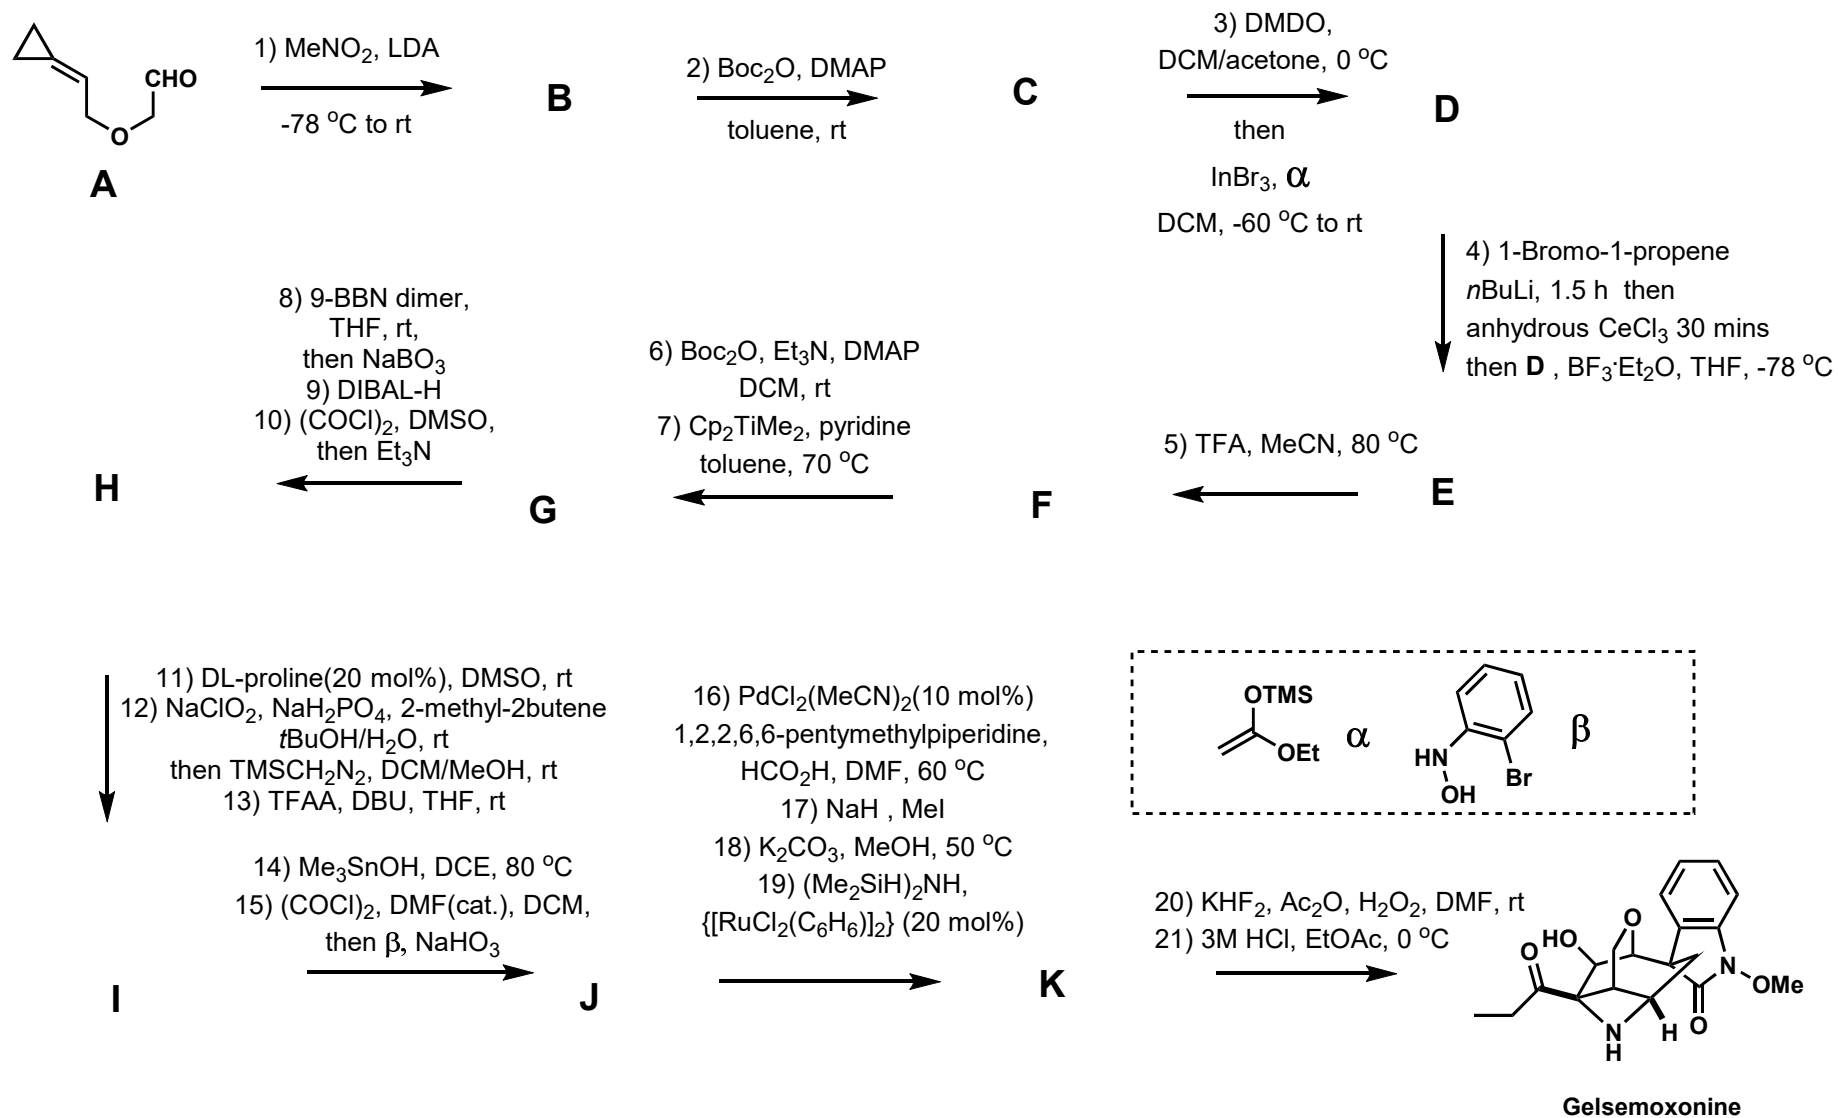 CHO
O
A
1) MeNO2, LDA
-78 °C to rt
B
2) Boc2O, DMAP
toluene, rt
C
3) DMDO,
DCM/acetone, 0 °C
then
InBr3, α
DCM, -60 °C to rt
D
4) 1-Bromo-1-propene
nBuLi, 1.5 h then
anhydrous CeCl3 30 mins
then D , BF3·Et2O, THF, -78 °C
8) 9-BBN dimer,
THF, rt,
then NaBO3
9) DIBAL-H
10) (COCl)2, DMSO,
then Et3N
6) Boc2O, Et3N, DMAP
DCM, rt
7) Cp2TiMe2, pyridine
toluene, 70 °C
5) TFA, MeCN, 80 °C
H
G
F
E
11) DL-proline(20 mol%), DMSO, rt
12) NaClO2, NaH2PO4, 2-methyl-2butene
tBuOH/H2O, rt
then TMSCH2N2, DCM/MeOH, rt
13) TFAA, DBU, THF, rt
14) Me3SnOH, DCE, 80 °C
15) (COCl)2, DMF(cat.), DCM,
then β, NaHO3
I
J
16) PdCl2(MeCN)2(10 mol%)
1,2,2,6,6-pentymethylpiperidine,
HCO2H, DMF, 60 °C
17) NaH , MeI
18) K2CO3, MeOH, 50 °C
19) (Me2SiH)2NH,
{[RuCl2(C6H6)]2} (20 mol%)
K
OTMS
OEt
α
HN
OH
Br
β
20) KHF2, Ac2O, H2O2, DMF, rt
21) 3M HCl, EtOAc, 0 °C
O
HO
O
N
OMe
O
H
N
H
Gelsemoxonine